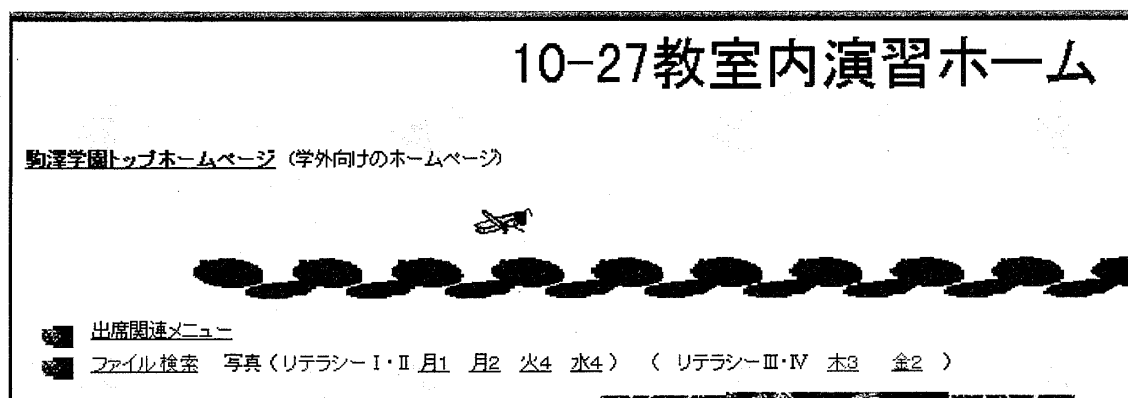 10-27教室内演習ホーム
駒澤学園トップホームページ（学外向けのホームページ）
出席関連メニュー
ファイル検索 写真（リテラシーⅠ・Ⅱ 月1 月2 火4 水4） （ リテラシーⅢ・Ⅳ 木3 金2 ）